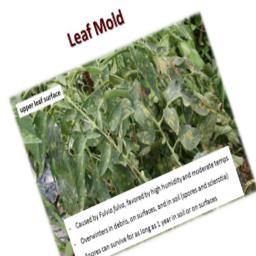 Leaf Mold
upper leaf surface
- Caused by Fulvia fulva, favored by high humidity and moderate temps
- Overwinters in debris, on surfaces, and in soil (spores and sclerotia)
- Spores can survive for as long as 1 year in soil or on surfaces